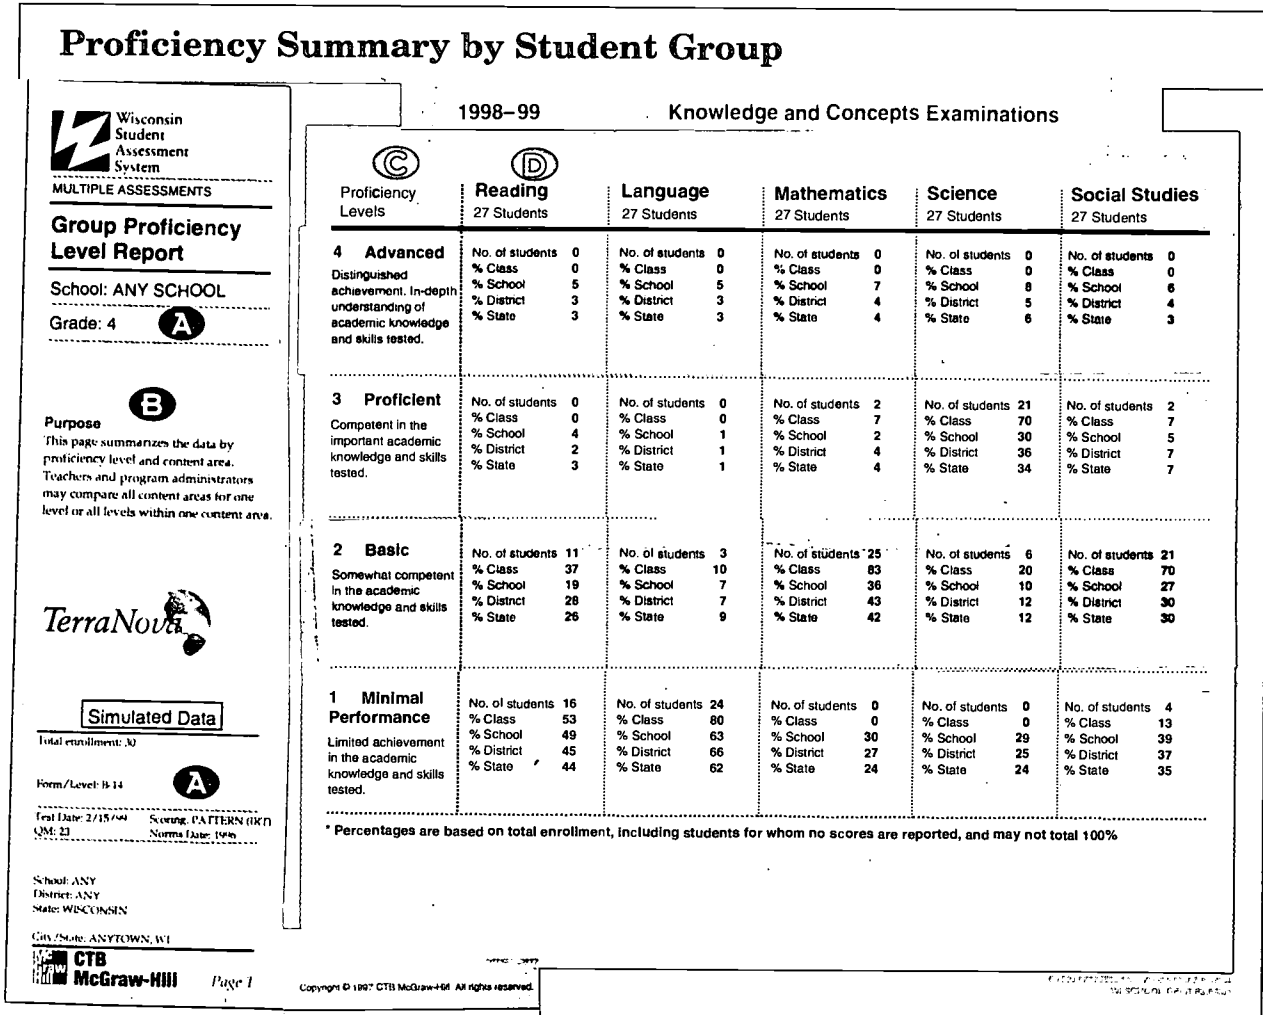 Proficiency Summary by Student Group
1998–99 Knowledge and Concepts Examinations
Wisconsin
Student
Assessment
System
MULTIPLE ASSESSMENTS
Group Proficiency
Level Report
School: ANY SCHOOL
Grade: 4 A
B
Purpose
This page summarizes the data by
proficiency level and content area.
Teachers and program administrators
may compare all content areas for one
level or all levels within one content area.
TerraNova
Simulated Data
Total enrollment: 30
Form/Level: B-14
A
Test Date: 2/15/99 Scoring: PATTERN (IRT)
QM: 23 Norms Date: 1996
School: ANY
District: ANY
State: WISCONSIN
City/State: ANYTOWN, WI
Mc
Graw
Hill
CTB
McGraw-Hill
Page 1
C D
Proficiency Levels
Reading
27 Students
Language
27 Students
Mathematics
27 Students
Science
27 Students
Social Studies
27 Students
4 Advanced
Distinguished
achievement. In-depth
understanding of
academic knowledge
and skills tested.
No. of students 0 No. of students 0 No. of students 0 No. of students 0 No. of students 0
% Class 0 % Class 0 % Class 0 % Class 0 % Class 0
% School 5 % School 5 % School 7 % School 8 % School 6
% District 3 % District 3 % District 4 % District 5 % District 4
% State 3 % State 3 % State 4 % State 6 % State 3
3 Proficient
Competent in the
important academic
knowledge and skills
tested.
No. of students 0 No. of students 0 No. of students 2 No. of students 21 No. of students 2
% Class 0 % Class 0 % Class 7 % Class 70 % Class 7
% School 4 % School 1 % School 2 % School 30 % School 5
% District 2 % District 1 % District 4 % District 36 % District 7
% State 3 % State 1 % State 4 % State 34 % State 7
2 Basic
Somewhat competent
in the academic
knowledge and skills
tested.
No. of students 11 No. of students 3 No. of students 25 No. of students 6 No. of students 21
% Class 37 % Class 10 % Class 83 % Class 20 % Class 70
% School 19 % School 7 % School 36 % School 10 % School 27
% District 28 % District 7 % District 43 % District 12 % District 30
% State 26 % State 9 % State 42 % State 12 % State 30
1 Minimal
Performance
Limited achievement
in the academic
knowledge and skills
tested.
No. of students 16 No. of students 24 No. of students 0 No. of students 0 No. of students 4
% Class 53 % Class 80 % Class 0 % Class 0 % Class 13
% School 49 % School 63 % School 30 % School 29 % School 39
% District 45 % District 66 % District 27 % District 25 % District 37
% State 44 % State 62 % State 24 % State 24 % State 35
* Percentages are based on total enrollment, including students for whom no scores are reported, and may not total 100%
Copyright © 1997 CTB McGraw-Hill All rights reserved.